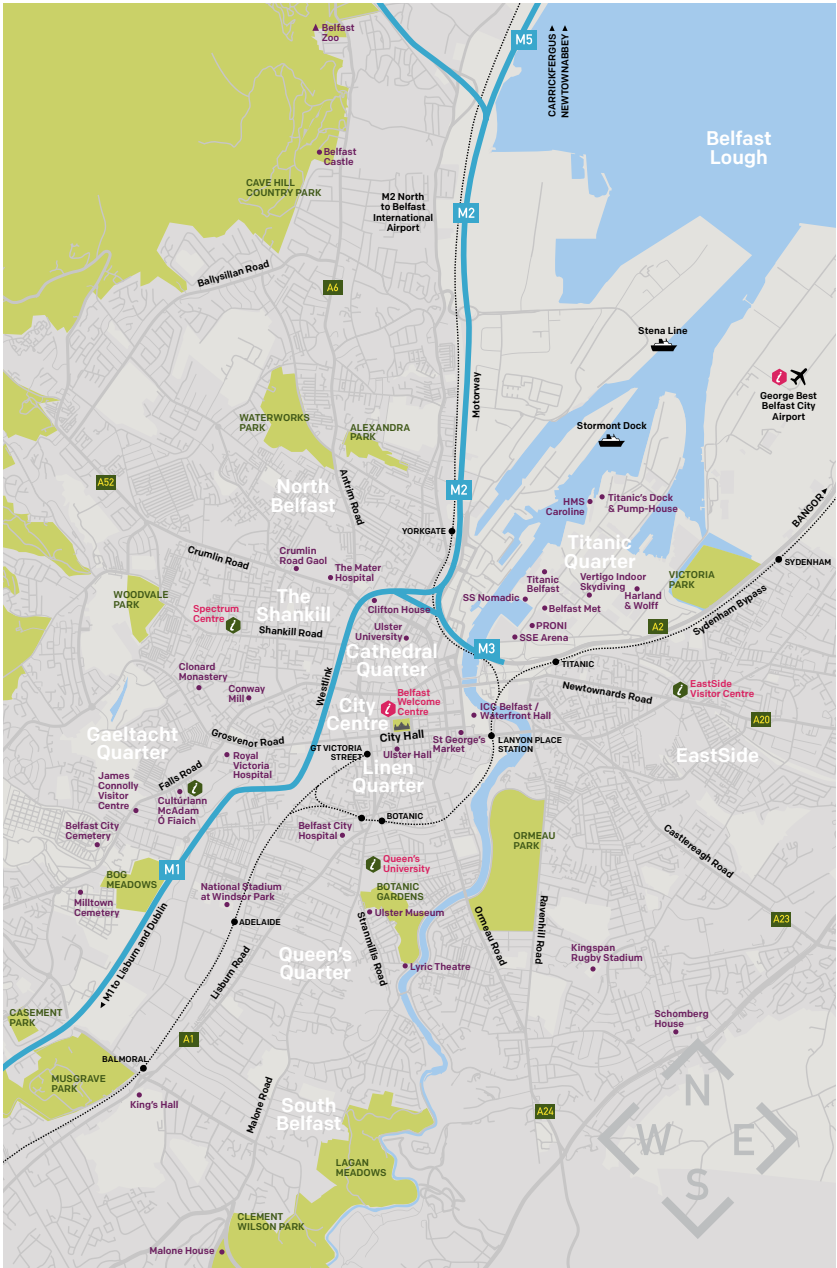 Belfast
Zoo
M5
CARRICKFERGUS
NEWTOWNABBEY
Belfast
Lough
Belfast
Castle
CAVE HILL
COUNTRY PARK
M2 North
to Belfast
International
Airport
M2
Ballysillan Road
A6
Stena Line
George Best
Belfast City
Airport
Motorway
WATERWORKS
PARK
ALEXANDRA
PARK
Stormont Dock
A52
North
Belfast
Antrim Road
M2
HMS
Caroline
Titanic's Dock
& Pump-House
BANGOR
YORKGATE
Titanic
Quarter
SYDENHAM
Crumlin Road
Crumlin
Road Gaol
The Mater
Hospital
Titanic
Belfast
Vertigo Indoor
Skydiving
Harland
& Wolff
VICTORIA
PARK
WOODVALE
PARK
The
Shankill
Spectrum
Centre
Shankill Road
Clifton House
SS Nomadic
Belfast Met
Sydenham Bypass
Ulster
University
PRONI
SSE Arena
A2
Cathedral
Quarter
M3
TITANIC
Clonard
Monastery
Conway
Mill
Westlink
Newtownards Road
EastSide
Visitor Centre
City
Centre
Belfast
Welcome
Centre
ICC Belfast /
Waterfront Hall
A20
Gaeltacht
Quarter
Grosvenor Road
City Hall
St George's
Market
LANYON PLACE
STATION
GT VICTORIA
STREET
Ulster Hall
EastSide
Royal
Victoria
Hospital
Linen
Quarter
Falls Road
James
Connolly
Visitor
Centre
Cultúrlann
McAdam
Ó Fiaich
BOTANIC
Belfast City
Cemetery
Belfast City
Hospital
ORMEAU
PARK
Castlereagh Road
M1
BOG
MEADOWS
Queen's
University
Milltown
Cemetery
National Stadium
at Windsor Park
BOTANIC
GARDENS
Ulster Museum
ADELAIDE
Stranmillis Road
Ormeau Road
Ravenhill Road
A23
M1 to Lisburn and Dublin
Lisburn Road
Queen's
Quarter
Lyric Theatre
Kingspan
Rugby Stadium
CASEMENT
PARK
Schomberg
House
A1
BALMORAL
MUSGRAVE
PARK
King's Hall
Malone Road
South
Belfast
A24
N
W
E
S
LAGAN
MEADOWS
CLEMENT
WILSON PARK
Malone House